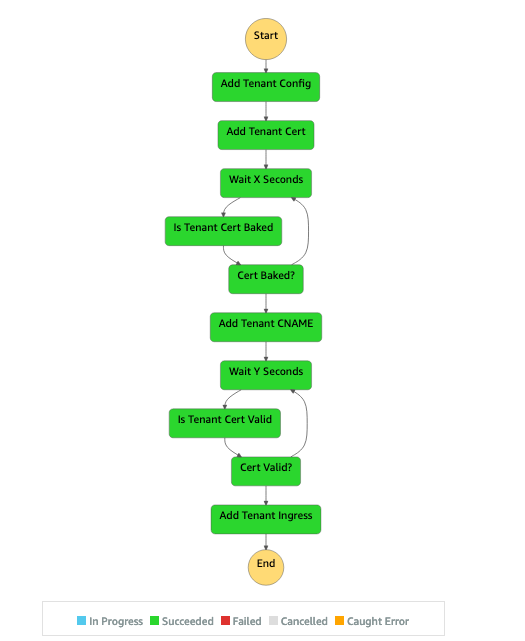 Start
Add Tenant Config
Add Tenant Cert
Wait X Seconds
Is Tenant Cert Baked
Cert Baked?
Add Tenant CNAME
Wait Y Seconds
Is Tenant Cert Valid
Cert Valid?
Add Tenant Ingress
End
In Progress Succeeded Failed Cancelled Caught Error